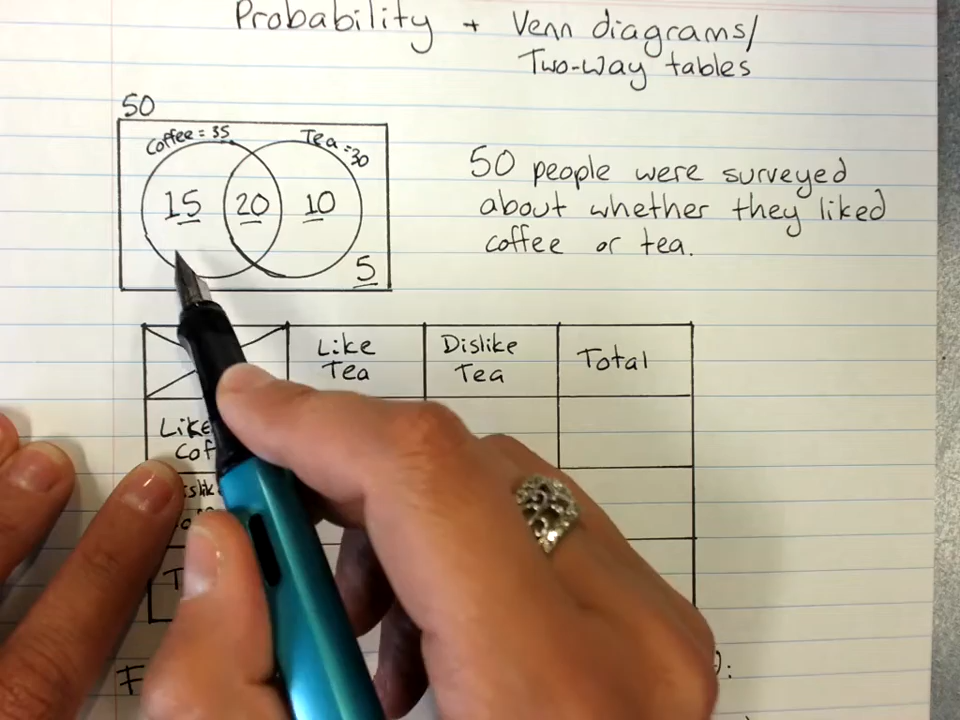 Probability + Venn diagrams/
Two-way tables
50
Coffee = 35
Tea = 30
15 20 10
5
50 people were surveyed
about whether they liked
coffee or tea.
Like Tea
Dislike Tea
Total
Like